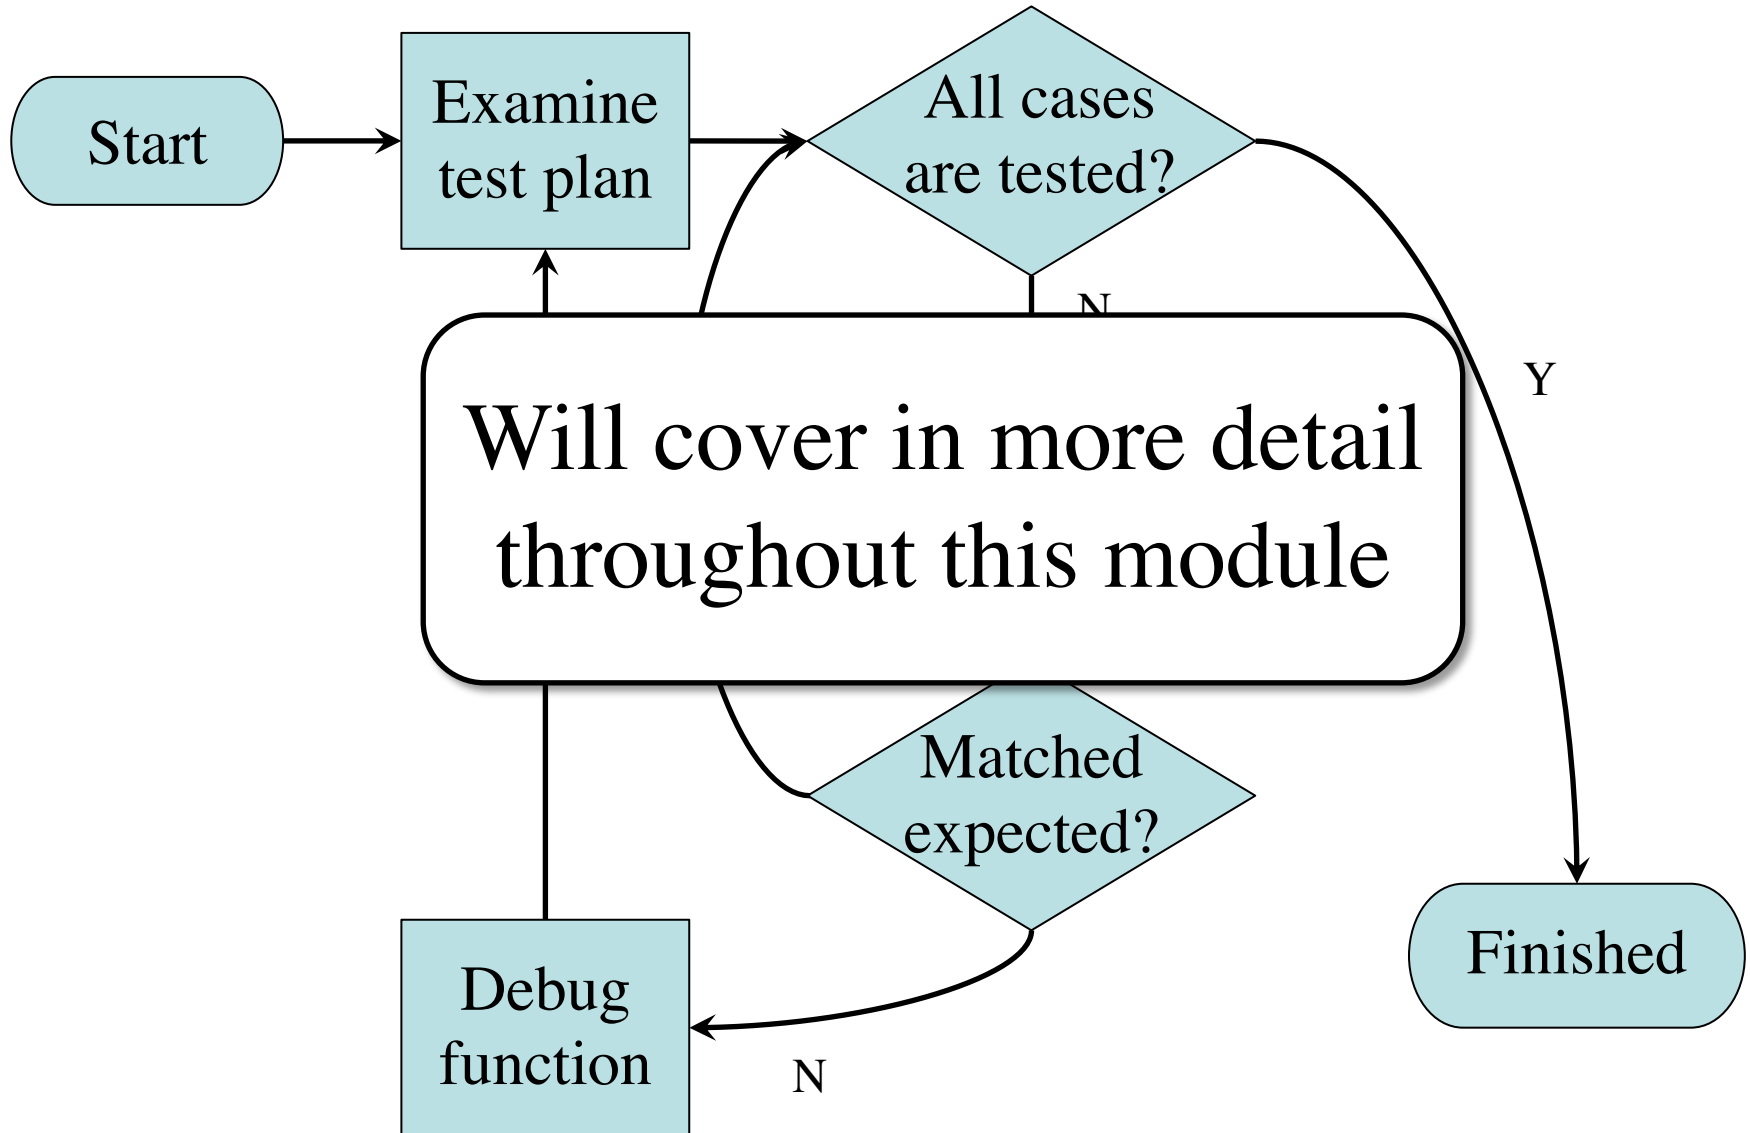 Start
Examine
test plan
All cases
are tested?
N
Y
Will cover in more detail
throughout this module
Matched
expected?
Finished
Debug
function
N